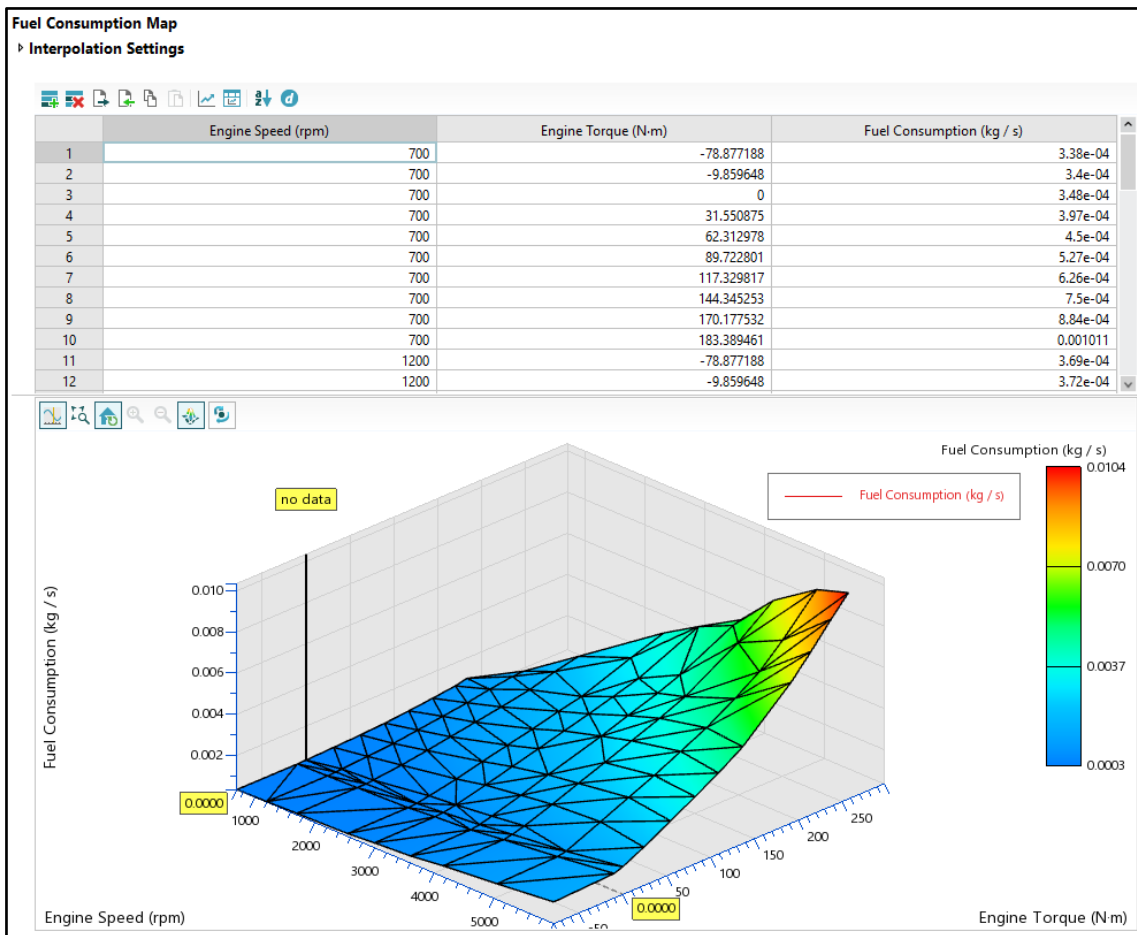 Fuel Consumption Map
Interpolation Settings
Engine Speed (rpm) Engine Torque (N·m) Fuel Consumption (kg / s)
1 700 -78.877188 3.38e-04
2 700 -9.859648 3.4e-04
3 700 0 3.48e-04
4 700 31.550875 3.97e-04
5 700 62.312978 4.5e-04
6 700 89.722801 5.27e-04
7 700 117.329817 6.26e-04
8 700 144.345253 7.5e-04
9 700 170.177532 8.84e-04
10 700 183.389461 0.001011
11 1200 -78.877188 3.69e-04
12 1200 -9.859648 3.72e-04
Fuel Consumption (kg / s)
0.0104
Fuel Consumption (kg / s)
no data
0.0070
0.0037
0.0003
Fuel Consumption (kg / s)
0.010
0.008
0.006
0.004
0.002
0.0000
1000
2000
3000
4000
5000
Engine Speed (rpm)
-50
0.0000
50
100
150
200
250
Engine Torque (N·m)